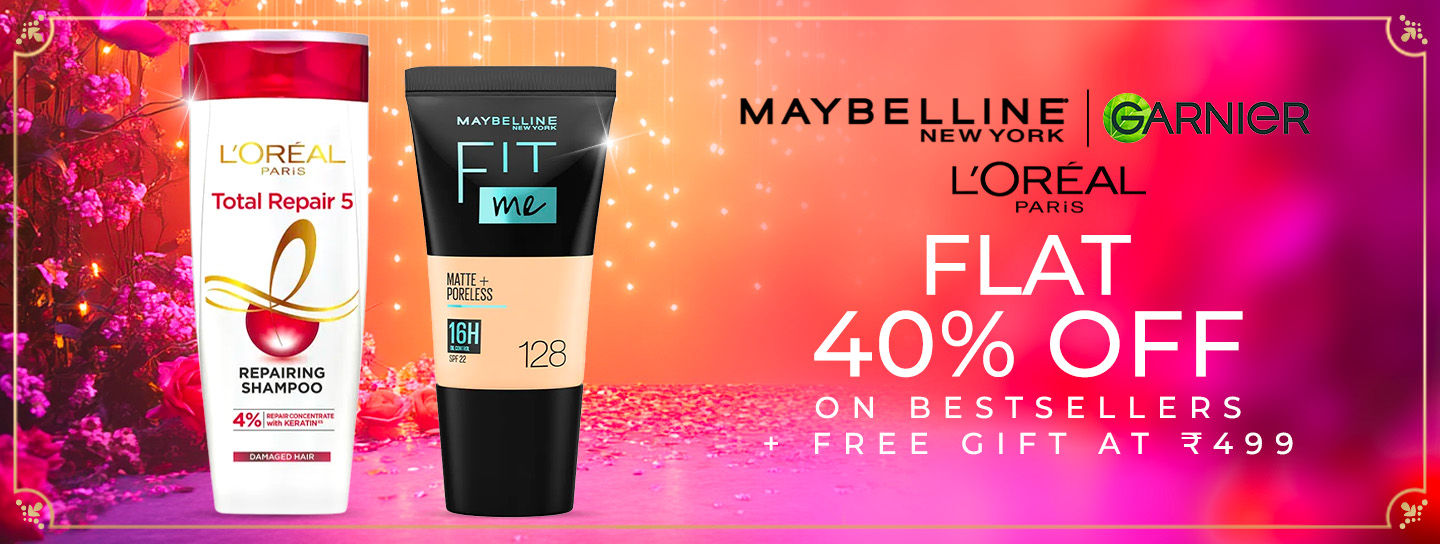 L'ORÉAL
PARIS
Total Repair 5
REPAIRING
SHAMPOO
4% REPAIR CONCENTRATE
with KERATIN
DAMAGED HAIR
MAYBELLINE
NEW YORK
FIT
me
MATTE +
PORELESS
16H
OIL CONTROL
SPF 22
128
MAYBELLINE
NEW YORK
GARNIER
L'ORÉAL
PARIS
FLAT
40% OFF
ON BESTSELLERS
+ FREE GIFT AT ₹499